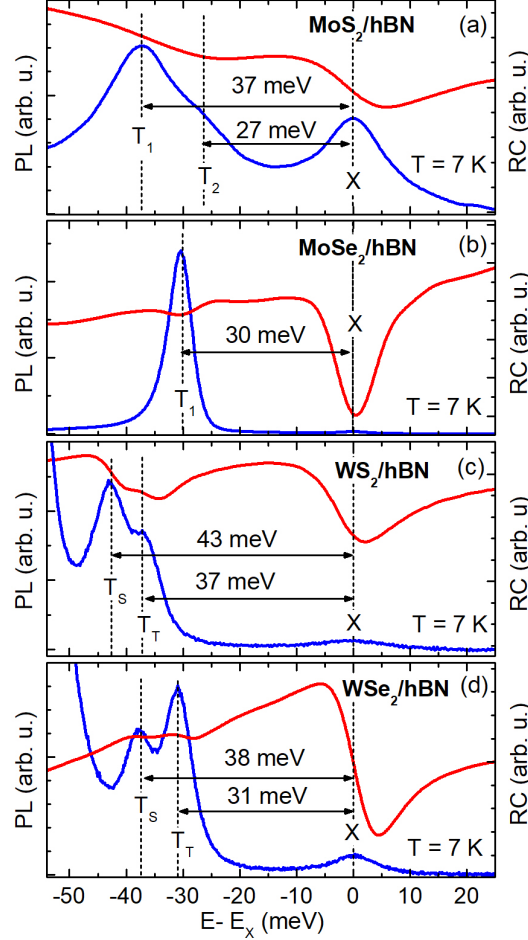 MoS2/hBN (a)
PL (arb. u.)
RC (arb. u.)
37 meV
27 meV
T1
T2
X
T = 7 K
MoSe2/hBN (b)
PL (arb. u.)
RC (arb. u.)
X
30 meV
T1
T = 7 K
WS2/hBN (c)
PL (arb. u.)
RC (arb. u.)
43 meV
37 meV
TS
TT
X
T = 7 K
WSe2/hBN (d)
PL (arb. u.)
RC (arb. u.)
38 meV
31 meV
TS
TT
X
T = 7 K
-50 -40 -30 -20 -10 0 10 20
E- EX (meV)